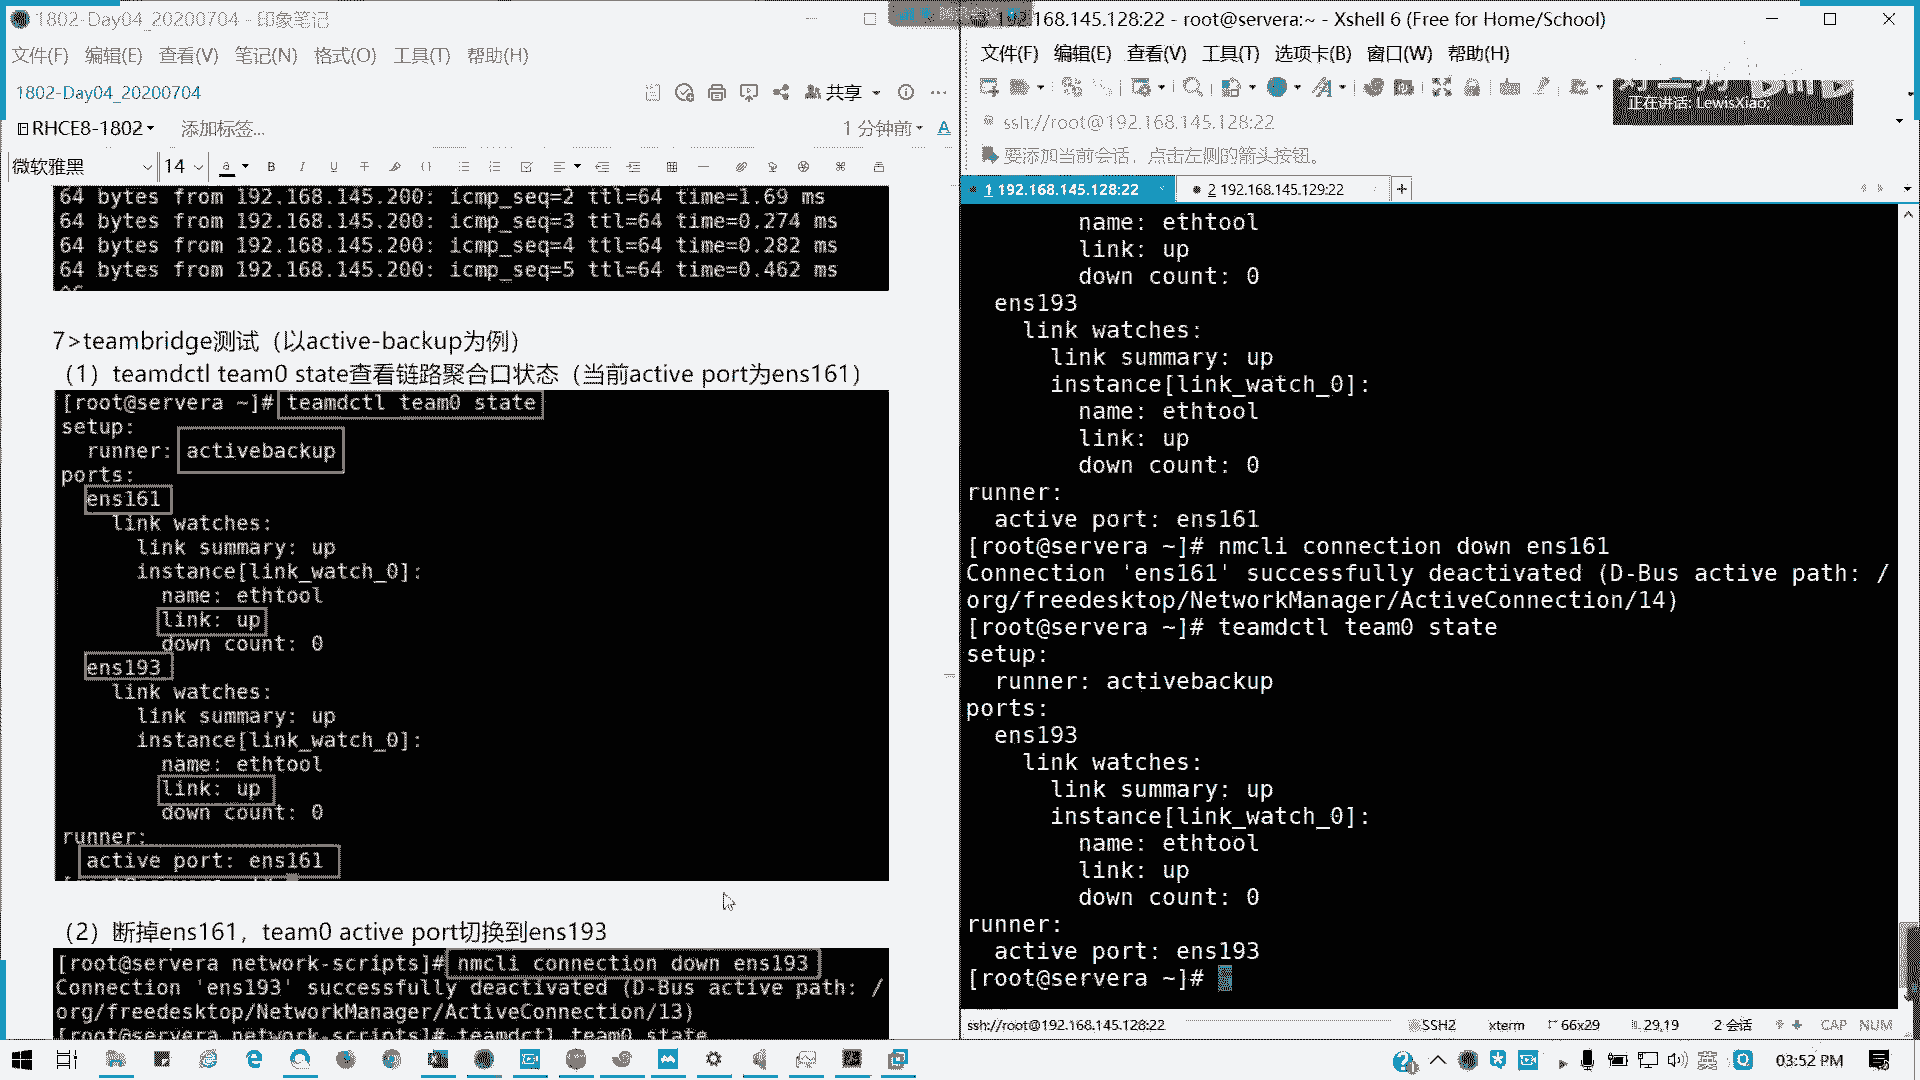 1802-Day04_20200704 - 印象笔记
文件(F) 编辑(E) 查看(V) 笔记(N) 格式(O) 工具(T) 帮助(H)
1802-Day04_20200704
共享
RHCE8-1802
添加标签...
1 分钟前
微软雅黑 14
64 bytes from 192.168.145.200: icmp_seq=2 ttl=64 time=1.69 ms
64 bytes from 192.168.145.200: icmp_seq=3 ttl=64 time=0.274 ms
64 bytes from 192.168.145.200: icmp_seq=4 ttl=64 time=0.282 ms
64 bytes from 192.168.145.200: icmp_seq=5 ttl=64 time=0.462 ms
7>teambridge测试（以active-backup为例）
（1）teamdctl team0 state查看链路聚合口状态（当前active port为ens161）
[root@servera ~]# teamdctl team0 state
setup:
runner: activebackup
ports:
ens161
link watches:
link summary: up
instance[link_watch_0]:
name: ethtool
link: up
down count: 0
ens193
link watches:
link summary: up
instance[link_watch_0]:
name: ethtool
link: up
down count: 0
runner:
active port: ens161
（2）断掉ens161，team0 active port切换到ens193
[root@servera network-scripts]# nmcli connection down ens193
Connection 'ens193' successfully deactivated (D-Bus active path: /
org/freedesktop/NetworkManager/ActiveConnection/13)
[root@servera network-scripts]# teamdctl team0 state
192.168.145.128:22 - root@servera:~ - Xshell 6 (Free for Home/School)
文件(F) 编辑(E) 查看(V) 工具(T) 选项卡(B) 窗口(W) 帮助(H)
正在讲话: LewisXiao;
ssh://root@192.168.145.128:22
要添加当前会话，点击左侧的箭头按钮。
1 192.168.145.128:22
2 192.168.145.129:22
name: ethtool
link: up
down count: 0
ens193
link watches:
link summary: up
instance[link_watch_0]:
name: ethtool
link: up
down count: 0
runner:
active port: ens161
[root@servera ~]# nmcli connection down ens161
Connection 'ens161' successfully deactivated (D-Bus active path: /
org/freedesktop/NetworkManager/ActiveConnection/14)
[root@servera ~]# teamdctl team0 state
setup:
runner: activebackup
ports:
ens193
link watches:
link summary: up
instance[link_watch_0]:
name: ethtool
link: up
down count: 0
runner:
active port: ens193
[root@servera ~]#
ssh://root@192.168.145.128:22 SSH2 xterm 66x29 29,19 2 会话 CAP NUM
03:52 PM